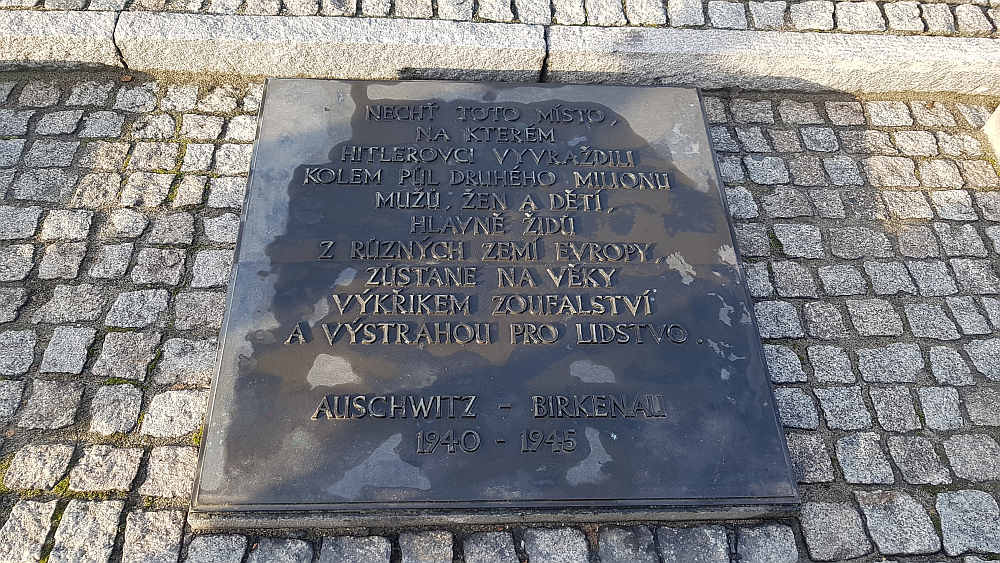 NECHŤ TOTO MÍSTO,
NA KTERÉM
HITLEROVCI VYVRAŽDILI
KOLEM PŮL DRUHÉHO MILIONU
MUŽŮ, ŽEN A DĚTÍ,
HLAVNĚ ŽIDŮ
Z RŮZNÝCH ZEMÍ EVROPY,
ZŮSTANE NA VĚKY
VÝKŘIKEM ZOUFALSTVÍ
A VÝSTRAHOU PRO LIDSTVO.
AUSCHWITZ - BIRKENAU
1940 - 1945